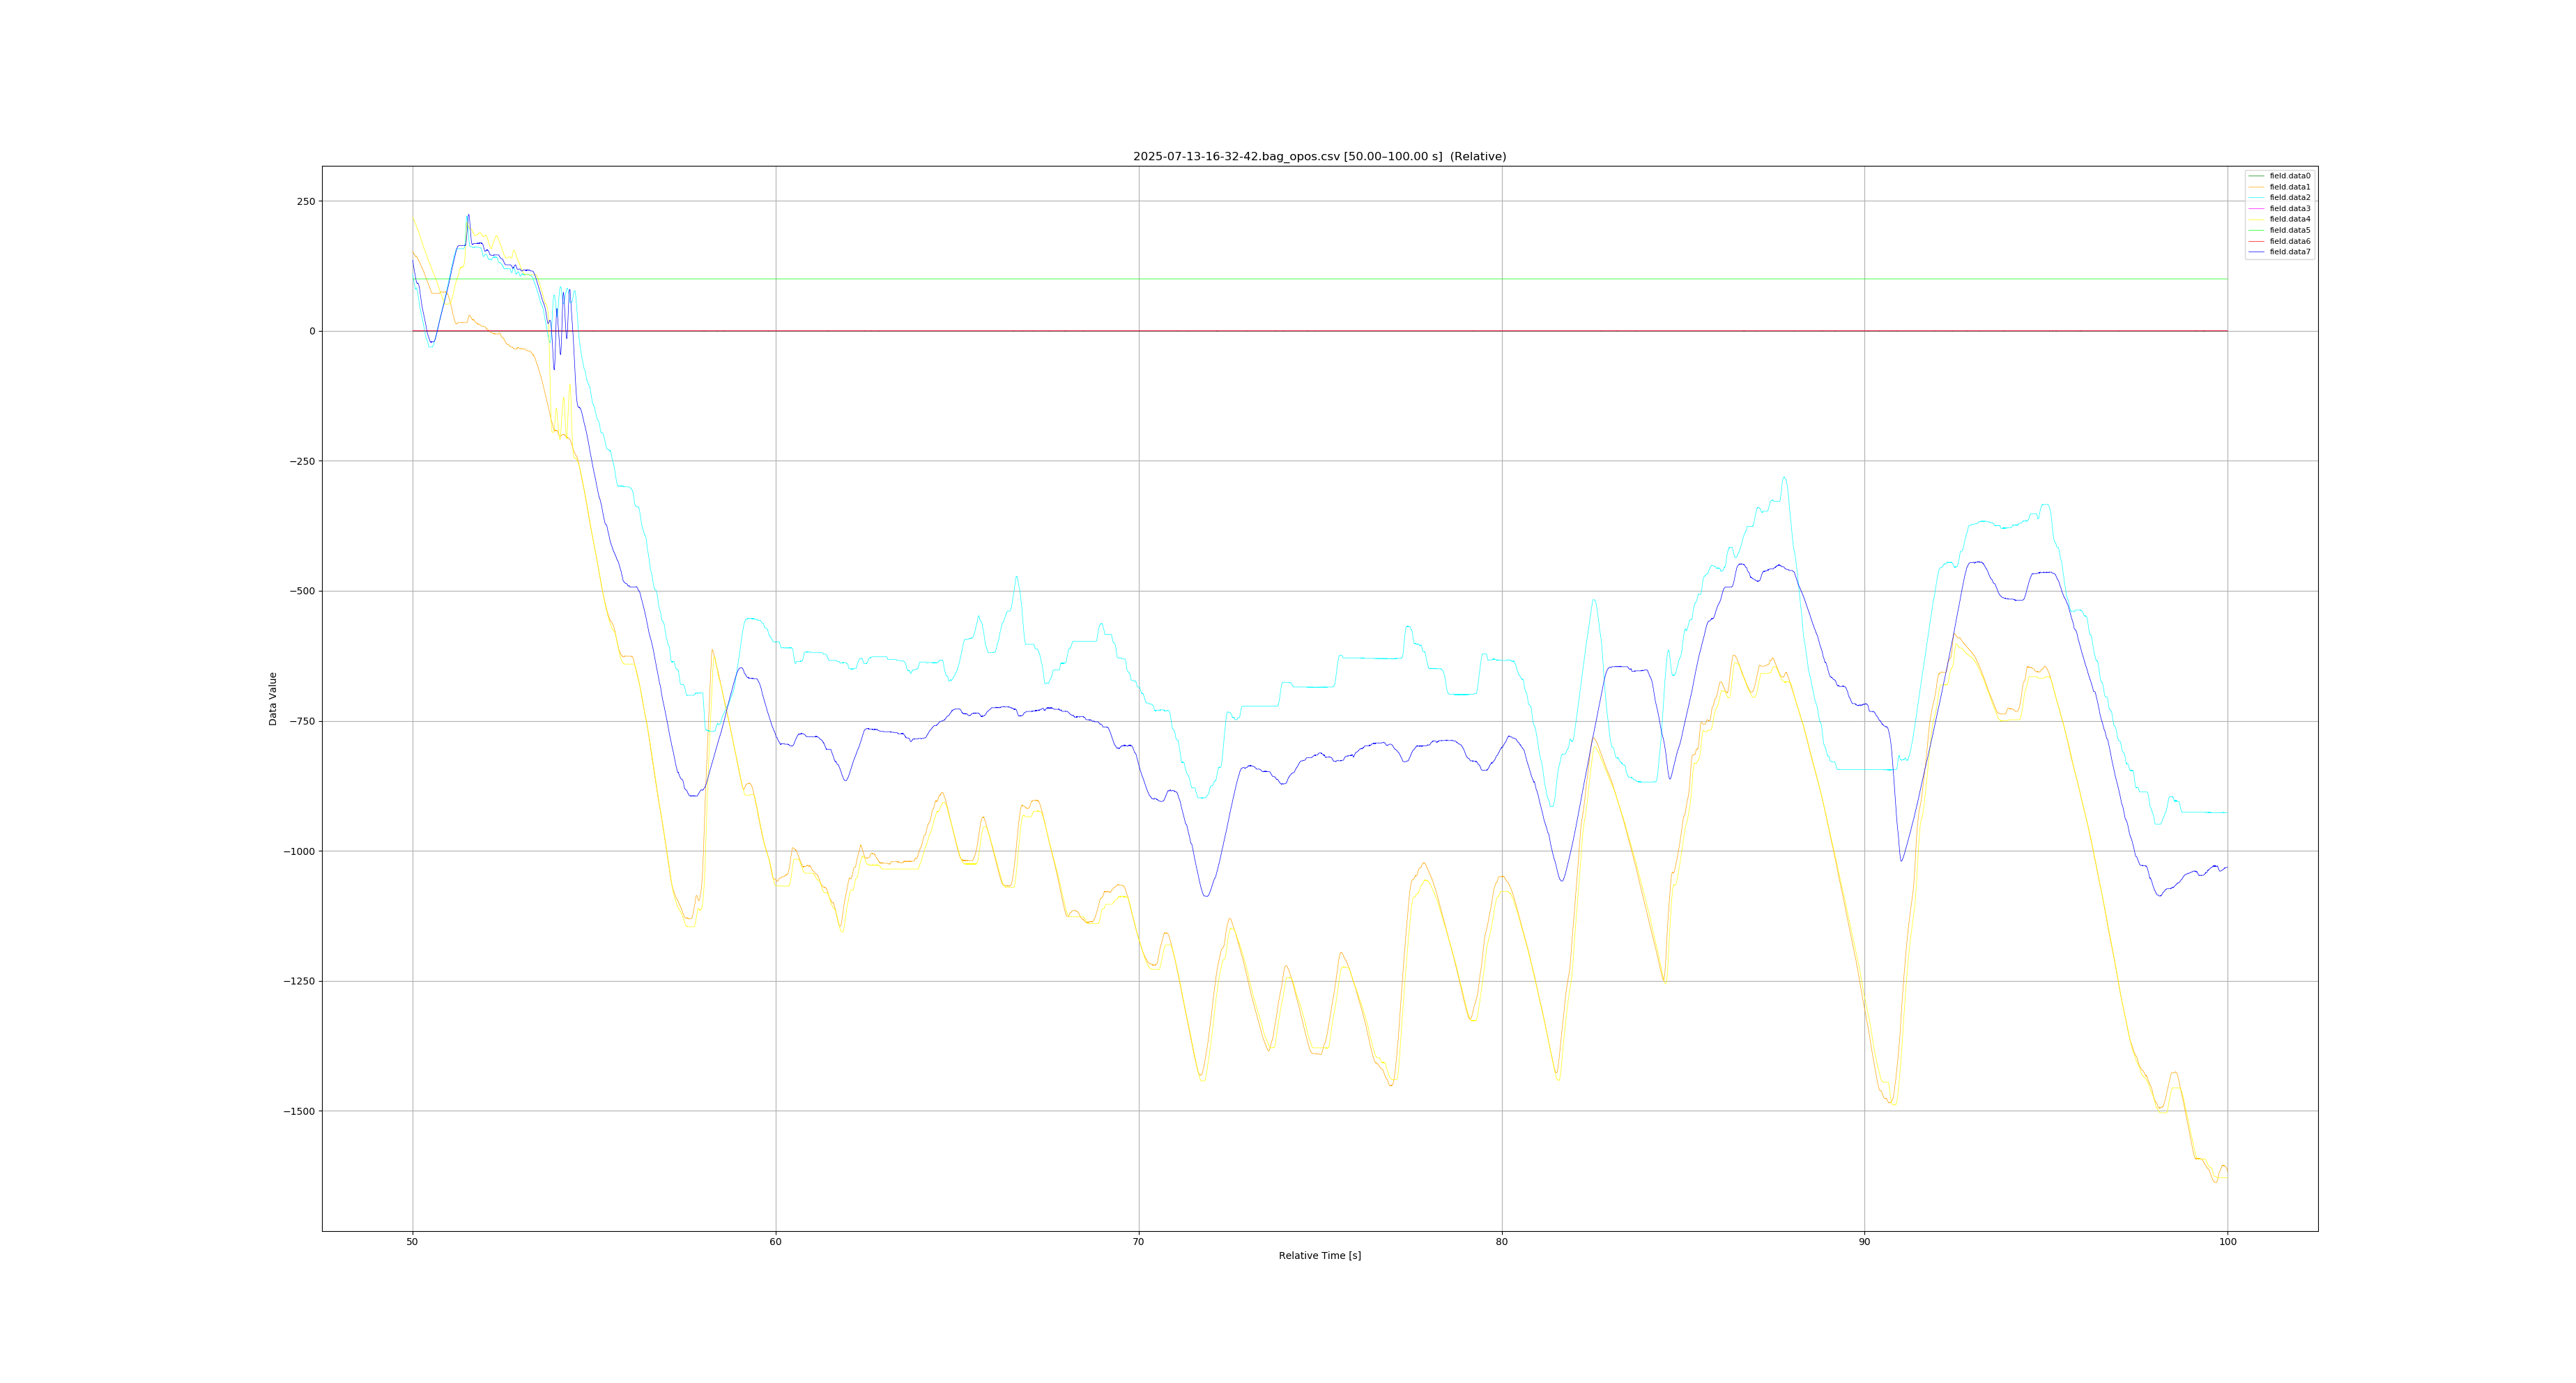 2025-07-13-16-32-42.bag_opos.csv [50.00–100.00 s]  (Relative)
field.data0
field.data1
field.data2
field.data3
field.data4
field.data5
field.data6
field.data7
250
0
−250
−500
−750
−1000
−1250
−1500
Data Value
50
60
70
80
90
100
Relative Time [s]